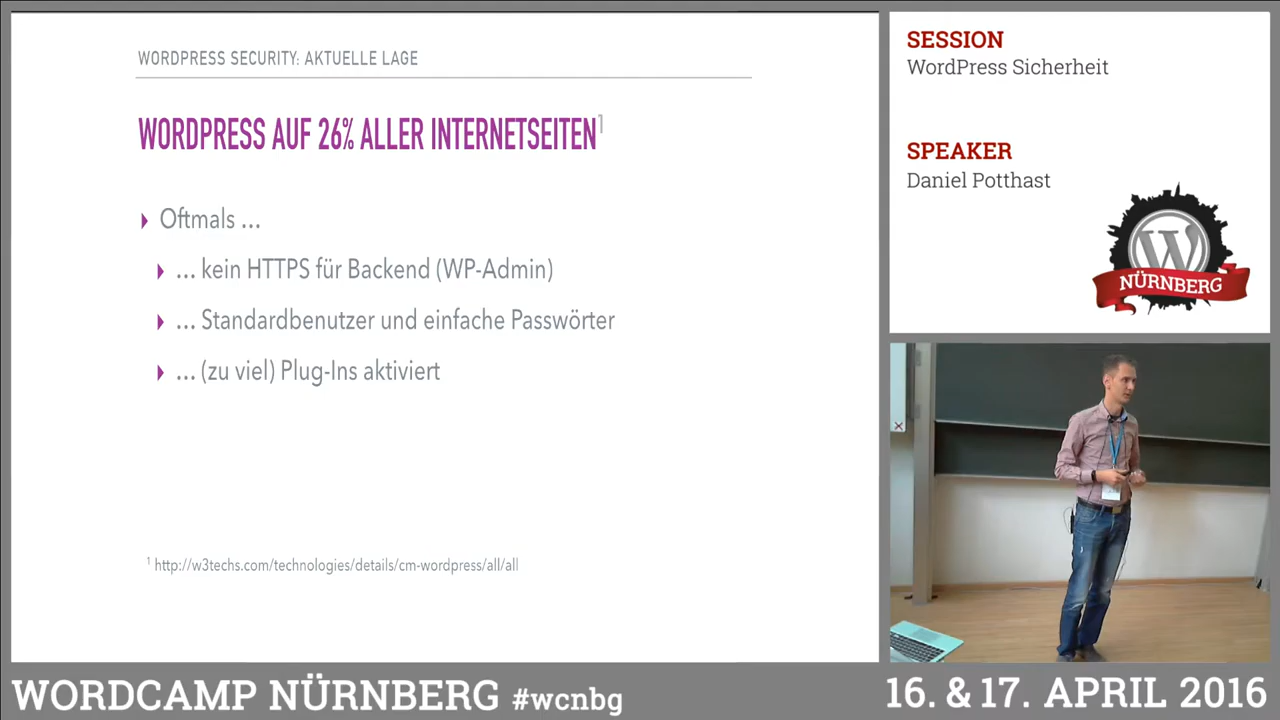 WORDPRESS SECURITY: AKTUELLE LAGE
WORDPRESS AUF 26% ALLER INTERNETSEITEN¹
Oftmals ...
... kein HTTPS für Backend (WP-Admin)
... Standardbenutzer und einfache Passwörter
... (zu viel) Plug-Ins aktiviert
¹ http://w3techs.com/technologies/details/cm-wordpress/all/all
SESSION
WordPress Sicherheit
SPEAKER
Daniel Potthast
W
NÜRNBERG
WORDCAMP NÜRNBERG #wcnbg
16. & 17. APRIL 2016